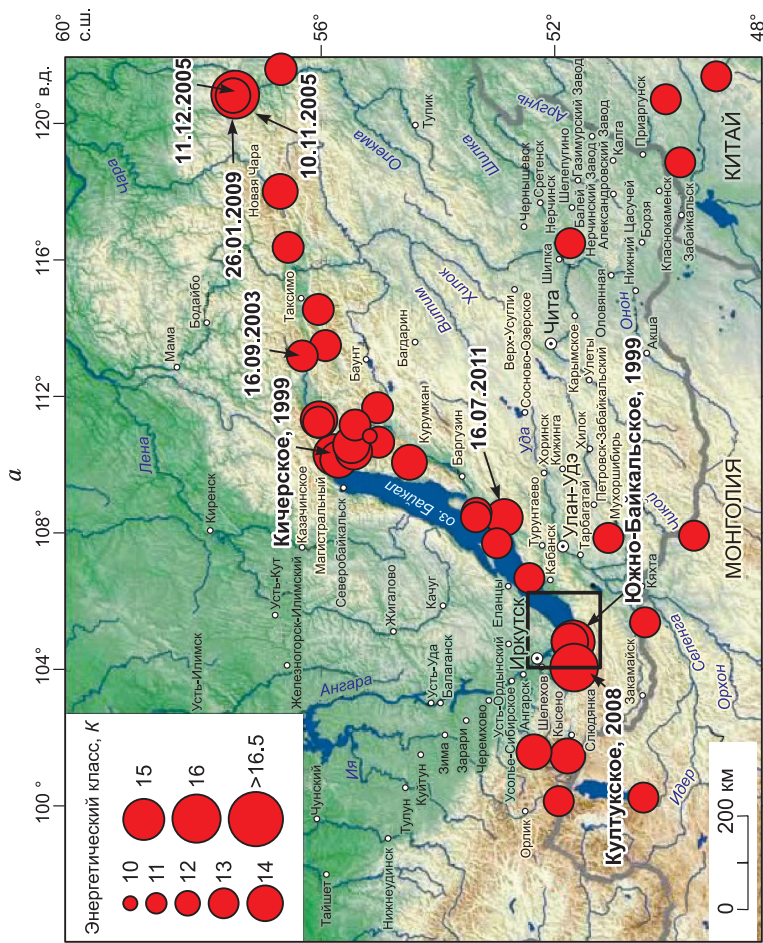 а
100°
104°
108°
112°
116°
120° в.д.
60°
с.ш.
56°
52°
48°
Энергетический класс, K
10
11
12
13
14
15
16
>16.5
Тайшет
Чунский
Нижнеудинск
Тулун
Куйтун
Ия
Зима
Зарари
Черемхово
Ангара
Усть-Уда
Балаганск
Усть-Илимск
Железногорск-Илимский
Усть-Кут
Киренск
Лена
Казачинское
Магистральный
Северобайкальск
Жигалово
Качуг
Еланцы
Мама
Бодайбо
Таксимо
Чара
Новая Чара
11.12.2005
26.01.2009
10.11.2005
16.09.2003
Кичерское, 1999
Олекма
Тупик
Витим
Баунт
Багдарин
Курумкан
Баргузин
оз. Байкал
16.07.2011
Усть-Ордынский
Усолье-Сибирское
Ангарск
Иркутск
Шелехов
Кысено
Слюдянка
Орлик
Култукское, 2008
Южно-Байкальское, 1999
Закаменск
Кяхта
Селенга
Орхон
Идер
Чикой
МОНГОЛИЯ
Турунтаево
Кабанск
Улан-удэ
Тарбагатай
Мухоршибирь
Петровск-Забайкальский
Хилок
Хоринск
Кижинга
Уда
Сосново-Озерское
Верх-Усугли
Хилок
Чита
Карымское
Улеты
Оловянная
Акша
Онон
Нижний Цасучей
Борзя
Шилка
Чернышевск
Сретенск
Нерчинск
Шелепугино
Балей
Газимурский Завод
Нерчинский Завод
Александровский Завод
Калга
Приаргунск
Краснокаменск
Забайкальск
Шилка
Аргунь
КИТАЙ
0 200 км